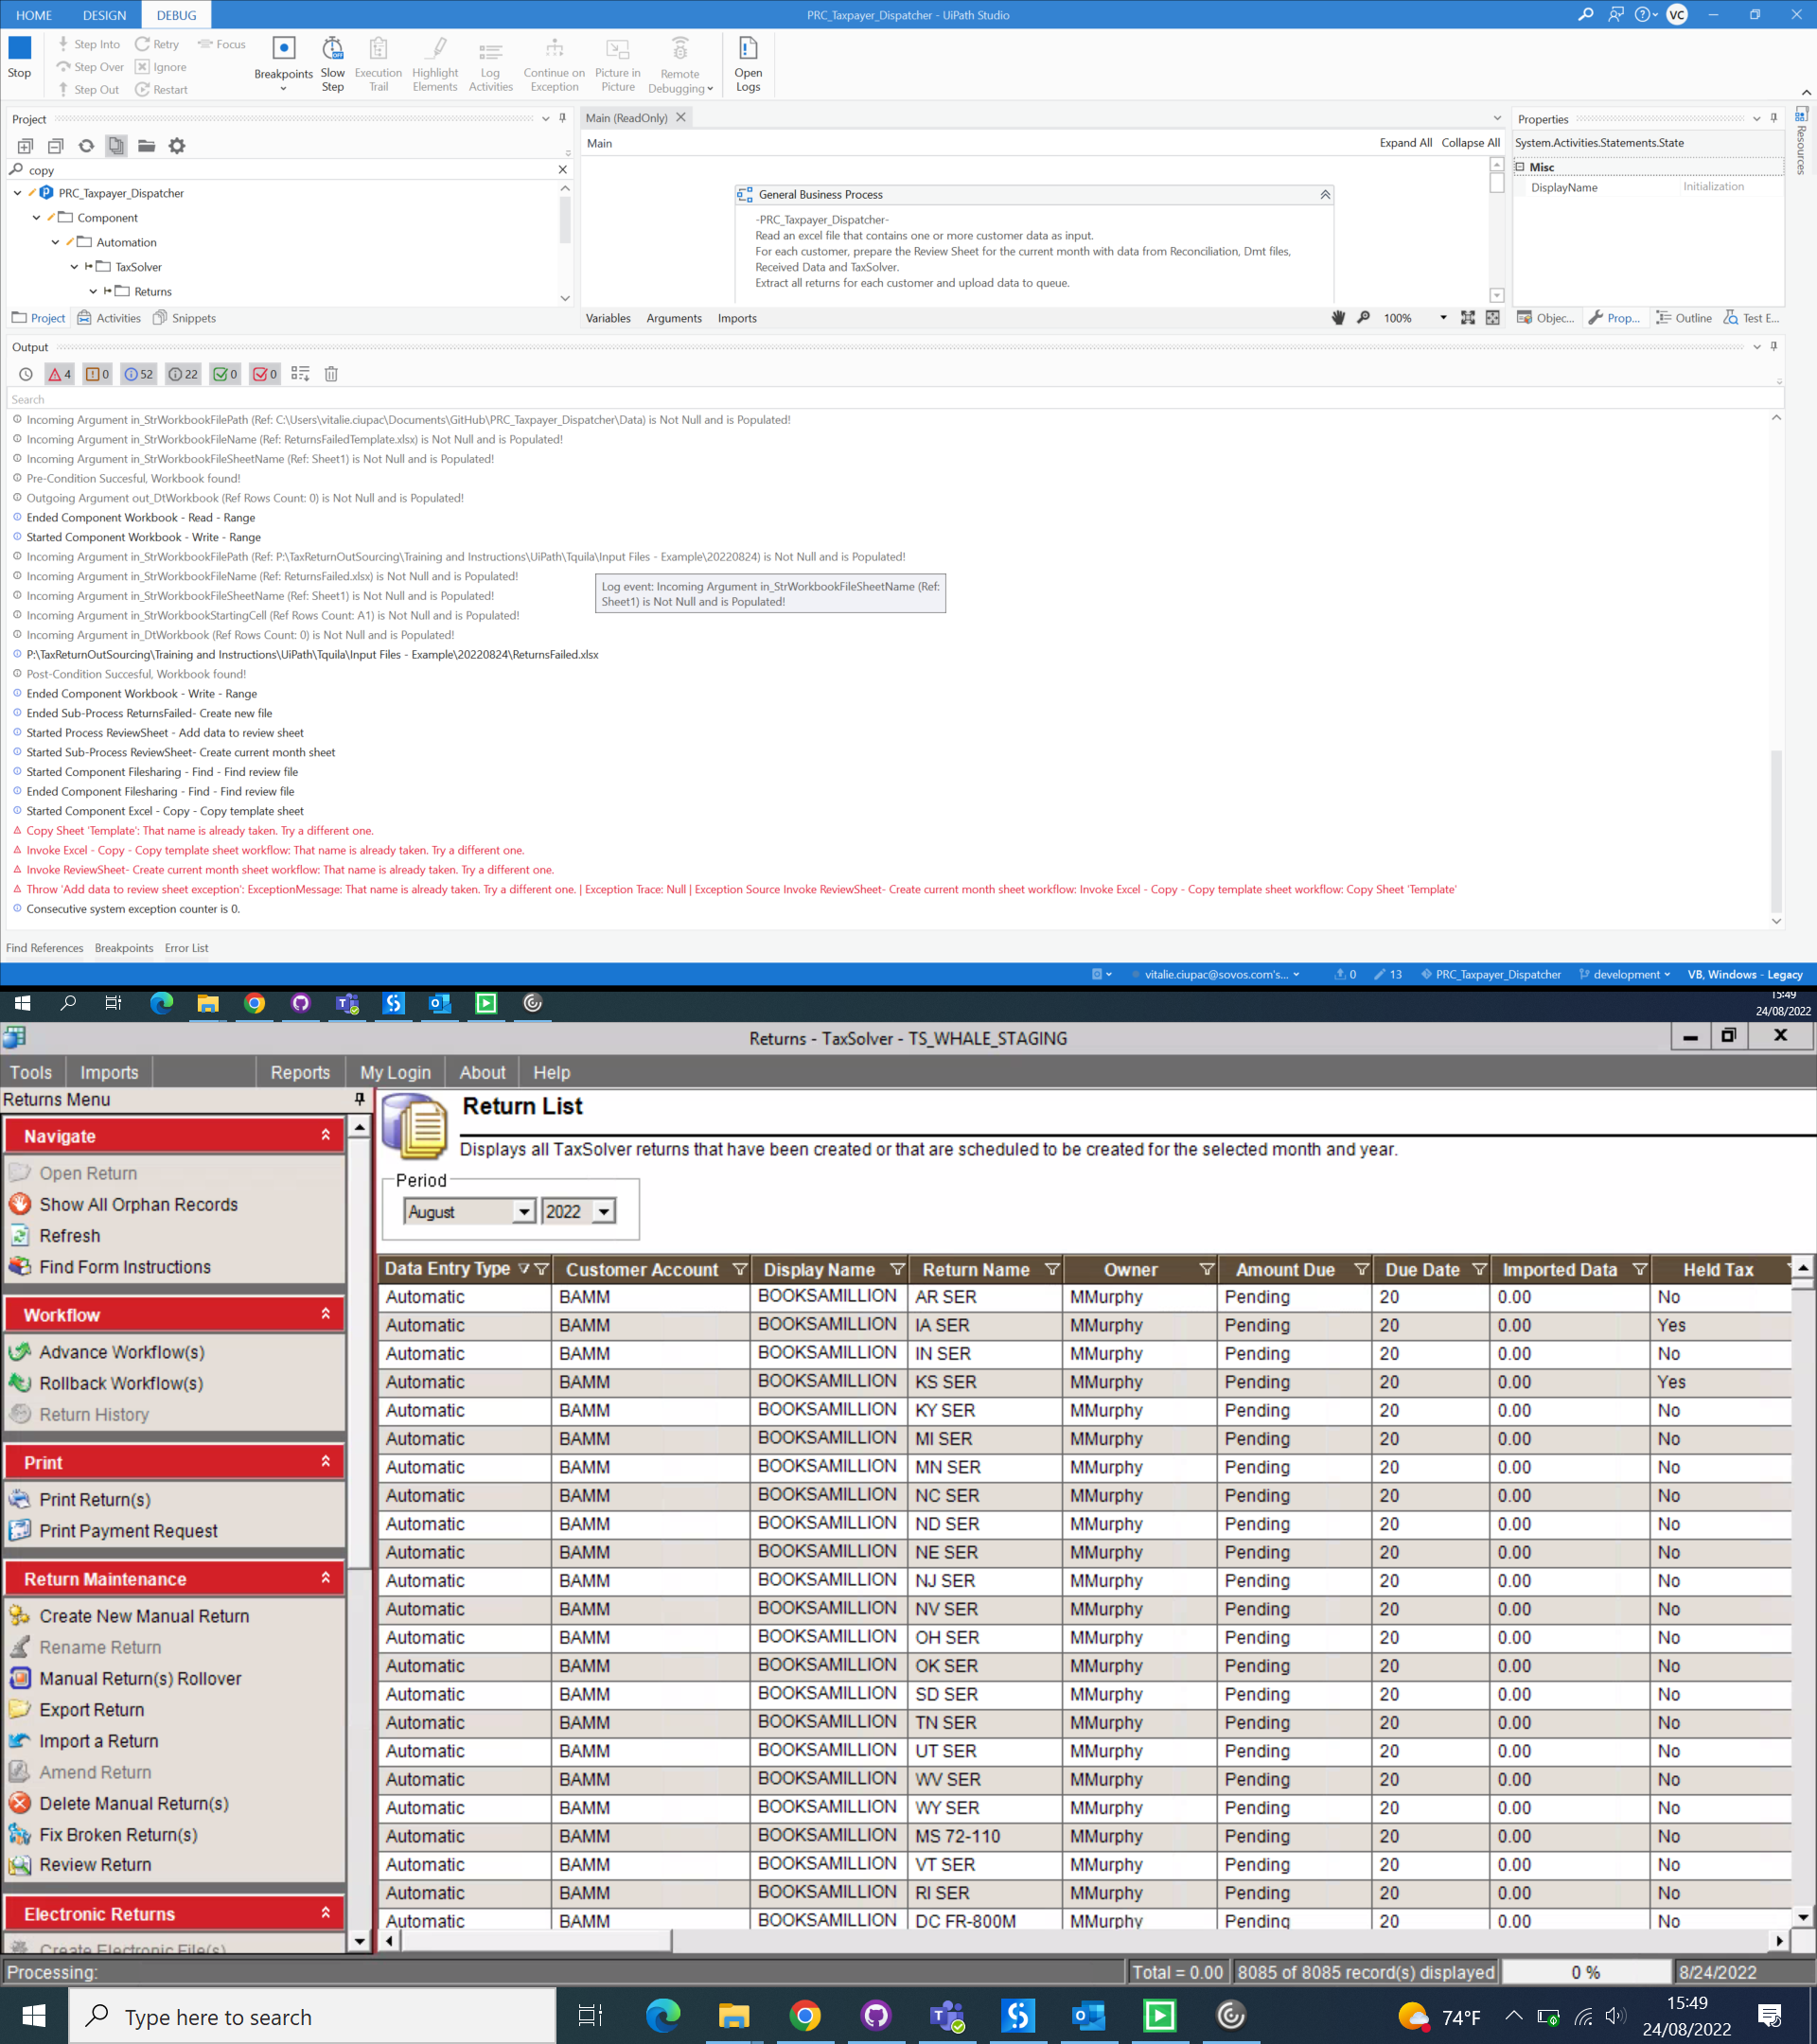 HOME DESIGN DEBUG PRC_Taxpayer_Dispatcher - UiPath Studio VC
Stop
Step Into Retry Focus
Step Over Ignore
Step Out Restart
Breakpoints
Slow Step
Execution Trail
Highlight Elements
Log Activities
Continue on Exception
Picture in Picture
Remote Debugging
Open Logs
Project
copy
PRC_Taxpayer_Dispatcher
Component
Automation
TaxSolver
Returns
Project Activities Snippets
Main (ReadOnly)
Main Expand All Collapse All
General Business Process
-PRC_Taxpayer_Dispatcher-
Read an excel file that contains one or more customer data as input.
For each customer, prepare the Review Sheet for the current month with data from Reconciliation, Dmt files,
Received Data and TaxSolver.
Extract all returns for each customer and upload data to queue.
Variables Arguments Imports 100%
Properties
System.Activities.Statements.State
Misc
DisplayName Initialization
Objec... Prop... Outline Test E...
Resources
Output
4 0 52 22 0 0
Search
Incoming Argument in_StrWorkbookFilePath (Ref: C:\Users\vitalie.ciupac\Documents\GitHub\PRC_Taxpayer_Dispatcher\Data) is Not Null and is Populated!
Incoming Argument in_StrWorkbookFileName (Ref: ReturnsFailedTemplate.xlsx) is Not Null and is Populated!
Incoming Argument in_StrWorkbookFileSheetName (Ref: Sheet1) is Not Null and is Populated!
Pre-Condition Succesful, Workbook found!
Outgoing Argument out_DtWorkbook (Ref Rows Count: 0) is Not Null and is Populated!
Ended Component Workbook - Read - Range
Started Component Workbook - Write - Range
Incoming Argument in_StrWorkbookFilePath (Ref: P:\TaxReturnOutSourcing\Training and Instructions\UiPath\Tquila\Input Files - Example\20220824) is Not Null and is Populated!
Incoming Argument in_StrWorkbookFileName (Ref: ReturnsFailed.xlsx) is Not Null and is Populated!
Incoming Argument in_StrWorkbookFileSheetName (Ref: Sheet1) is Not Null and is Populated!
Log event: Incoming Argument in_StrWorkbookFileSheetName (Ref:
Sheet1) is Not Null and is Populated!
Incoming Argument in_StrWorkbookStartingCell (Ref Rows Count: A1) is Not Null and is Populated!
Incoming Argument in_DtWorkbook (Ref Rows Count: 0) is Not Null and is Populated!
P:\TaxReturnOutSourcing\Training and Instructions\UiPath\Tquila\Input Files - Example\20220824\ReturnsFailed.xlsx
Post-Condition Succesful, Workbook found!
Ended Component Workbook - Write - Range
Ended Sub-Process ReturnsFailed- Create new file
Started Process ReviewSheet - Add data to review sheet
Started Sub-Process ReviewSheet- Create current month sheet
Started Component Filesharing - Find - Find review file
Ended Component Filesharing - Find - Find review file
Started Component Excel - Copy - Copy template sheet
Copy Sheet 'Template': That name is already taken. Try a different one.
Invoke Excel - Copy - Copy template sheet workflow: That name is already taken. Try a different one.
Invoke ReviewSheet- Create current month sheet workflow: That name is already taken. Try a different one.
Throw 'Add data to review sheet exception': ExceptionMessage: That name is already taken. Try a different one. | Exception Trace: Null | Exception Source Invoke ReviewSheet- Create current month sheet workflow: Invoke Excel - Copy - Copy template sheet workflow: Copy Sheet 'Template'
Consecutive system exception counter is 0.
Find References Breakpoints Error List
vitalie.ciupac@sovos.com's... 0 13 PRC_Taxpayer_Dispatcher development VB, Windows - Legacy
15:49
24/08/2022
Returns - TaxSolver - TS_WHALE_STAGING
Tools Imports Reports My Login About Help
Returns Menu
Navigate
Open Return
Show All Orphan Records
Refresh
Find Form Instructions
Workflow
Advance Workflow(s)
Rollback Workflow(s)
Return History
Print
Print Return(s)
Print Payment Request
Return Maintenance
Create New Manual Return
Rename Return
Manual Return(s) Rollover
Export Return
Import a Return
Amend Return
Delete Manual Return(s)
Fix Broken Return(s)
Review Return
Electronic Returns
Create Electronic File(s)
Return List
Displays all TaxSolver returns that have been created or that are scheduled to be created for the selected month and year.
Period
August 2022
Data Entry Type Customer Account Display Name Return Name Owner Amount Due Due Date Imported Data Held Tax
Automatic BAMM BOOKSAMILLION AR SER MMurphy Pending 20 0.00 No
Automatic BAMM BOOKSAMILLION IA SER MMurphy Pending 20 0.00 Yes
Automatic BAMM BOOKSAMILLION IN SER MMurphy Pending 20 0.00 No
Automatic BAMM BOOKSAMILLION KS SER MMurphy Pending 20 0.00 Yes
Automatic BAMM BOOKSAMILLION KY SER MMurphy Pending 20 0.00 No
Automatic BAMM BOOKSAMILLION MI SER MMurphy Pending 20 0.00 No
Automatic BAMM BOOKSAMILLION MN SER MMurphy Pending 20 0.00 No
Automatic BAMM BOOKSAMILLION NC SER MMurphy Pending 20 0.00 No
Automatic BAMM BOOKSAMILLION ND SER MMurphy Pending 20 0.00 No
Automatic BAMM BOOKSAMILLION NE SER MMurphy Pending 20 0.00 No
Automatic BAMM BOOKSAMILLION NJ SER MMurphy Pending 20 0.00 No
Automatic BAMM BOOKSAMILLION NV SER MMurphy Pending 20 0.00 No
Automatic BAMM BOOKSAMILLION OH SER MMurphy Pending 20 0.00 No
Automatic BAMM BOOKSAMILLION OK SER MMurphy Pending 20 0.00 No
Automatic BAMM BOOKSAMILLION SD SER MMurphy Pending 20 0.00 No
Automatic BAMM BOOKSAMILLION TN SER MMurphy Pending 20 0.00 No
Automatic BAMM BOOKSAMILLION UT SER MMurphy Pending 20 0.00 No
Automatic BAMM BOOKSAMILLION WV SER MMurphy Pending 20 0.00 No
Automatic BAMM BOOKSAMILLION WY SER MMurphy Pending 20 0.00 No
Automatic BAMM BOOKSAMILLION MS 72-110 MMurphy Pending 20 0.00 No
Automatic BAMM BOOKSAMILLION VT SER MMurphy Pending 20 0.00 No
Automatic BAMM BOOKSAMILLION RI SER MMurphy Pending 20 0.00 No
Automatic BAMM BOOKSAMILLION DC FR-800M MMurphy Pending 20 0.00 No
Processing: Total = 0.00 8085 of 8085 record(s) displayed 0 % 8/24/2022
Type here to search 74°F 15:49
24/08/2022